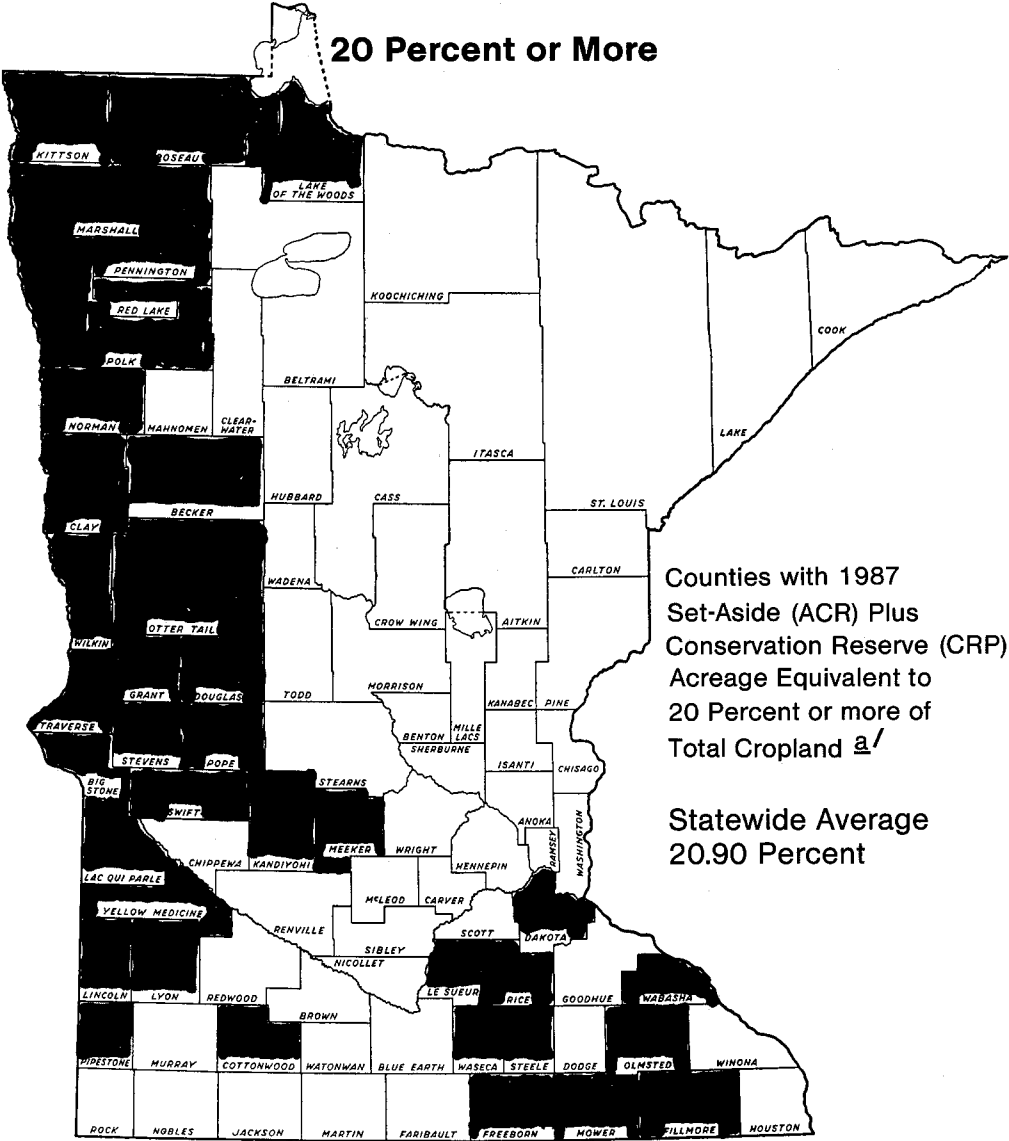 20 Percent or More
KITTSON
OSEAU
LAKE
OF THE WOODS
MARSHALL
PENNINGTON
RED LAKE
POLK
KOOCHICHING
COOK
BELTRAMI
NORMAN
MAHNOMEN
CLEAR-
WATER
LAKE
ITASCA
HUBBARD
CASS
ST. LOUIS
BECKER
CLAY
WADENA
CARLTON
Counties with 1987
Set-Aside (ACR) Plus
Conservation Reserve (CRP)
Acreage Equivalent to
20 Percent or more of
Total Cropland a/
Statewide Average
20.90 Percent
OTTER TAIL
CROW WING
AITKIN
WILKIN
GRANT
DOUGLAS
TODD
MORRISON
KANABEC
PINE
TRAVERSE
BENTON
MILLE
LACS
SHERBURNE
STEVENS
POPE
ISANTI
CHISAGO
BIG
STONE
STEARNS
SWIFT
ANOKA
RAMSEY
WASHINGTON
CHIPPEWA
KANDIYOHI
MEEKER
WRIGHT
HENNEPIN
LAC QUI PARLE
McLEOD
CARVER
YELLOW MEDICINE
RENVILLE
SCOTT
DAKOTA
SIBLEY
NICOLLET
LINCOLN
LYON
REDWOOD
LE SUEUR
RICE
GOODHUE
WABASHA
BROWN
PIPESTONE
MURRAY
COTTONWOOD
WATONWAN
BLUE EARTH
WASECA
STEELE
DODGE
OLMSTED
WINONA
ROCK
NOBLES
JACKSON
MARTIN
FARIBAULT
FREEBORN
MOWER
FILLMORE
HOUSTON